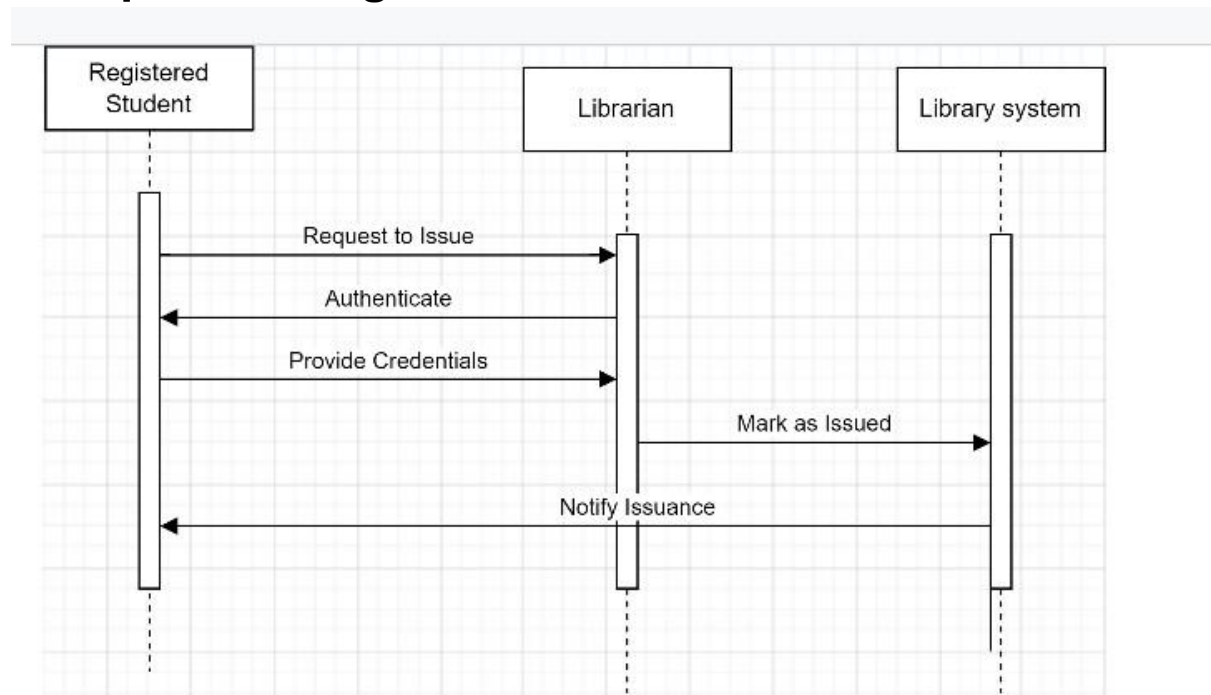 Registered
Student
Librarian
Library system
Request to Issue
Authenticate
Provide Credentials
Mark as Issued
Notify Issuance